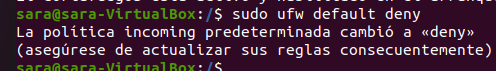 sara@sara-VirtualBox:/$ sudo ufw default deny
La política incoming predeterminada cambió a «deny»
(asegúrese de actualizar sus reglas consecuentemente)
sara@sara-VirtualBox:/$